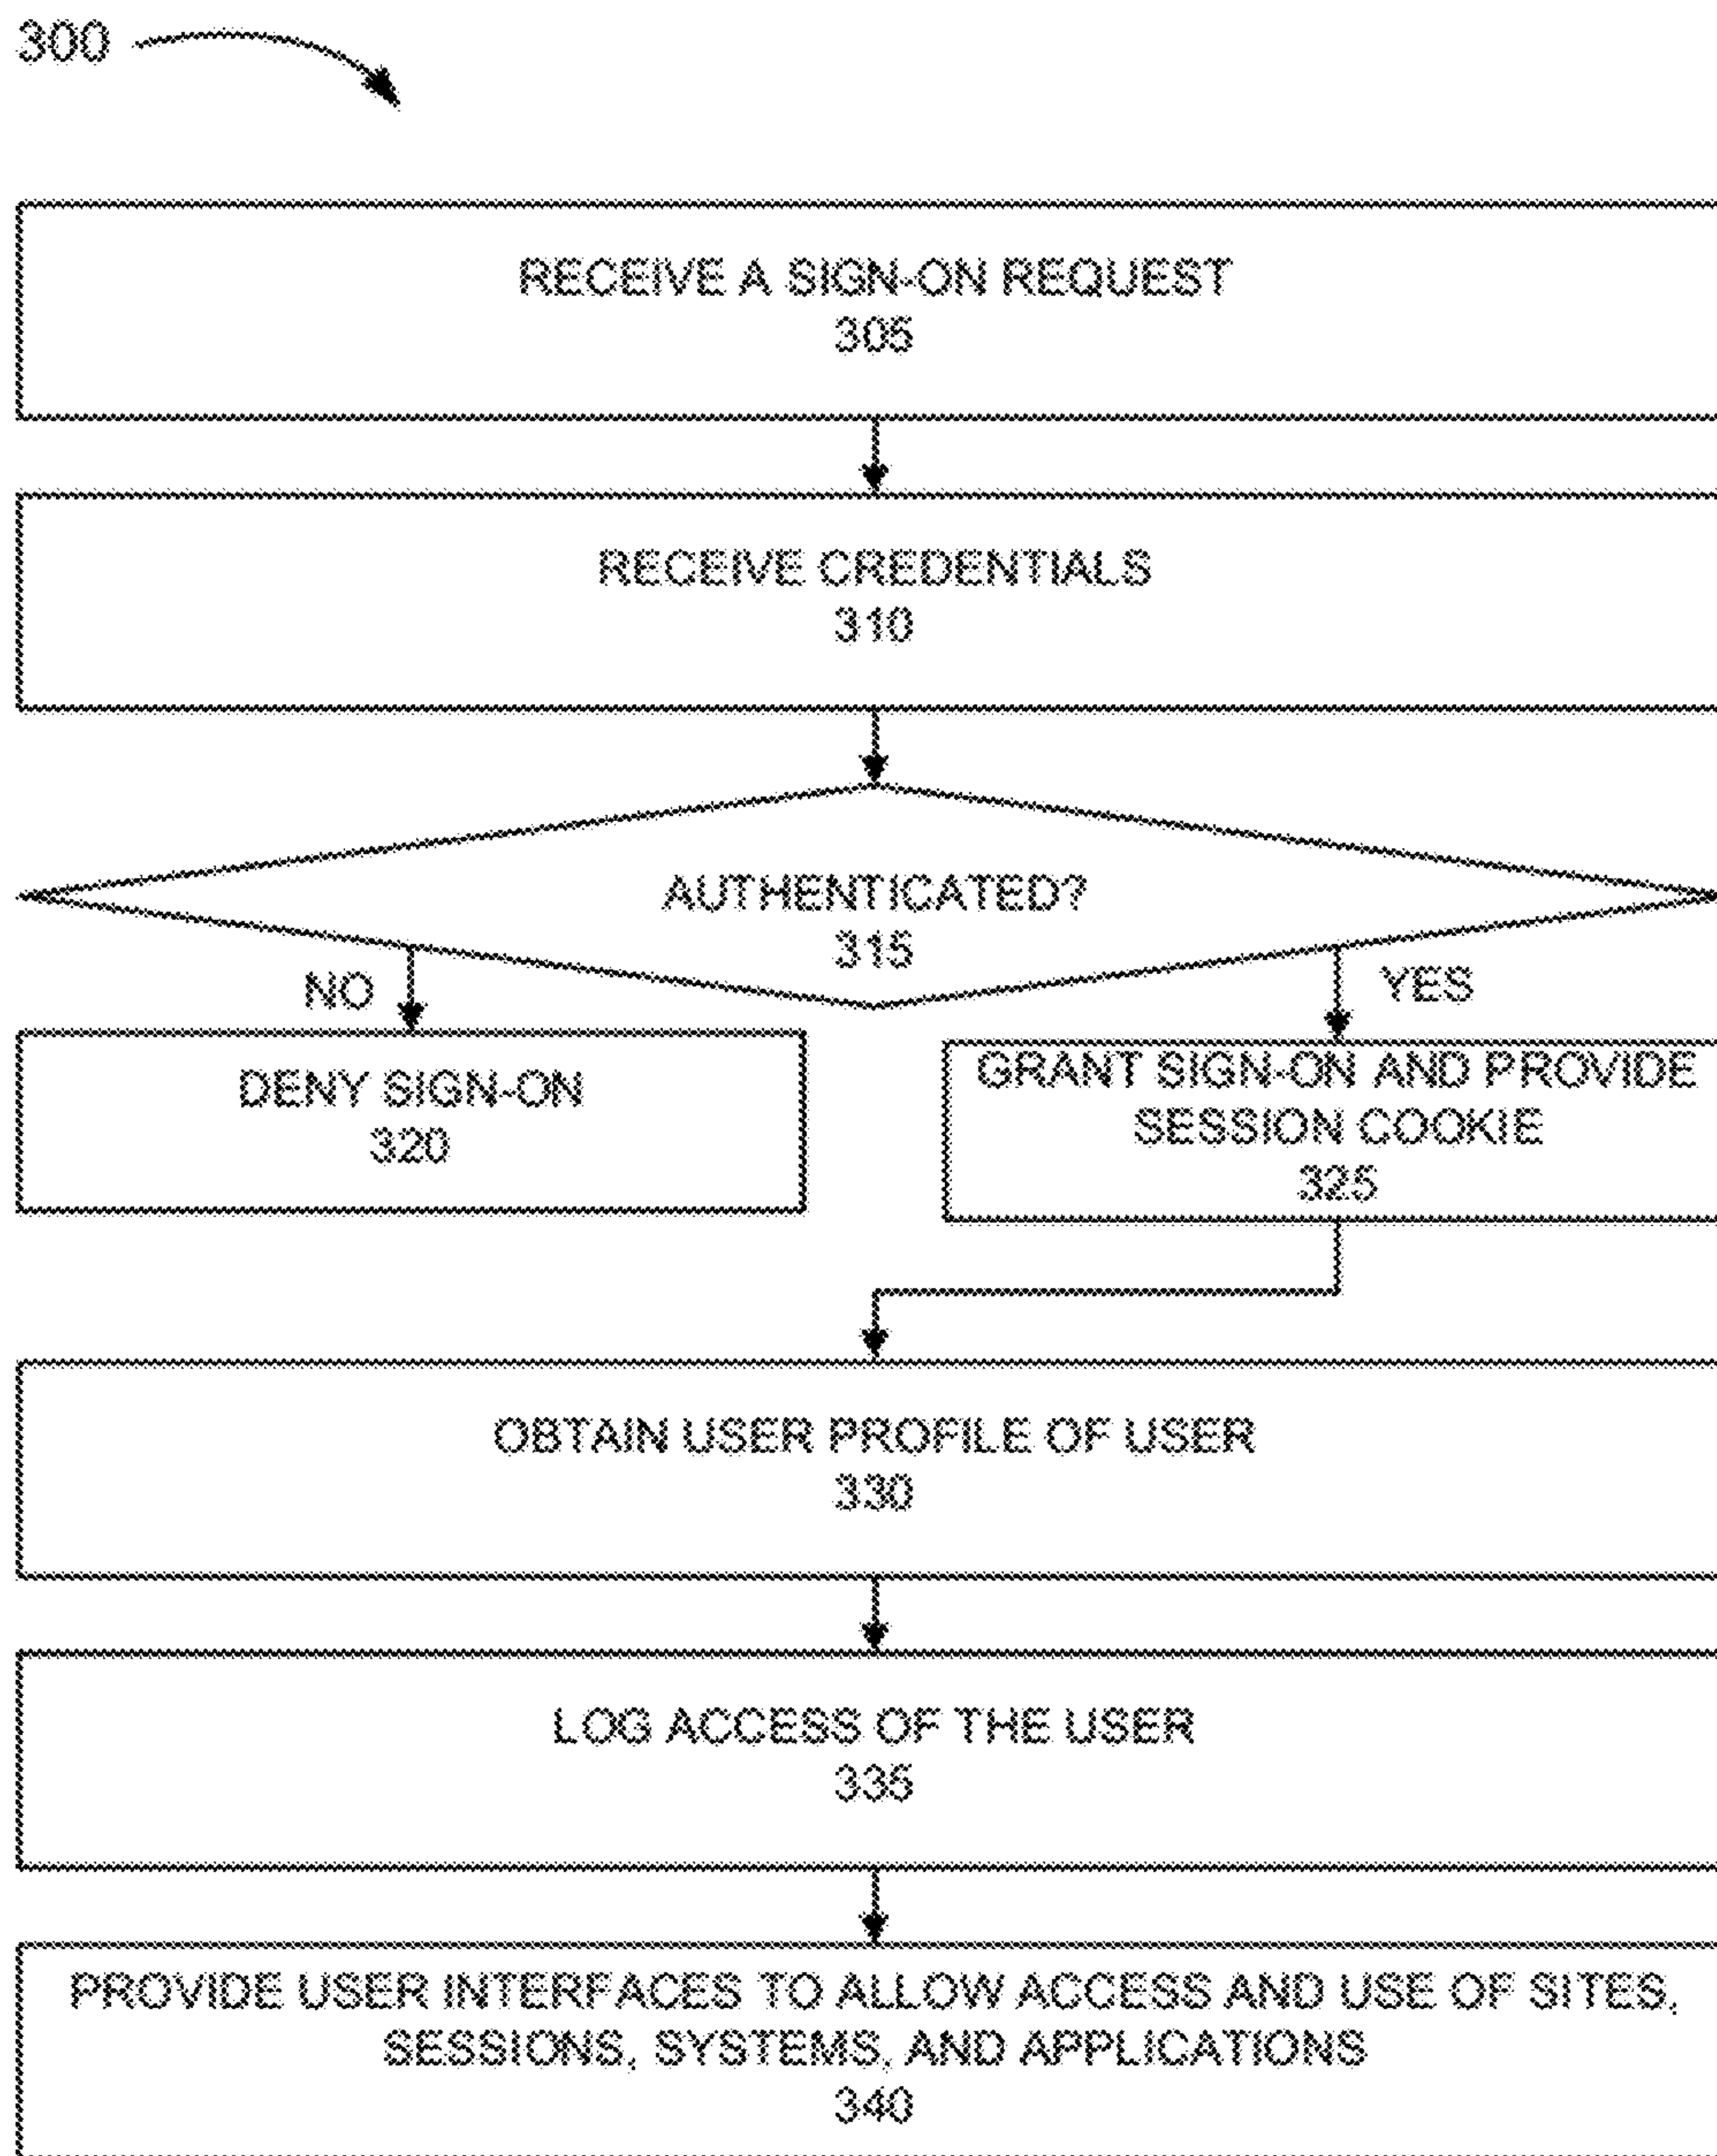 300
RECEIVE A SIGN-ON REQUEST
305
RECEIVE CREDENTIALS
310
AUTHENTICATED?
315
NO
YES
DENY SIGN-ON
320
GRANT SIGN-ON AND PROVIDE
SESSION COOKIE
325
OBTAIN USER PROFILE OF USER
330
LOG ACCESS OF THE USER
335
PROVIDE USER INTERFACES TO ALLOW ACCESS AND USE OF SITES,
SESSIONS, SYSTEMS, AND APPLICATIONS
340